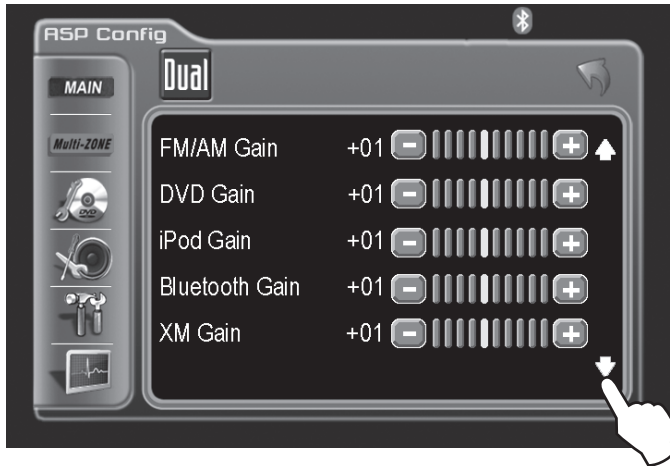 ASP Config
MAIN
Dual
Multi-ZONE
DVD
FM/AM Gain +01
DVD Gain +01
iPod Gain +01
Bluetooth Gain +01
XM Gain +01